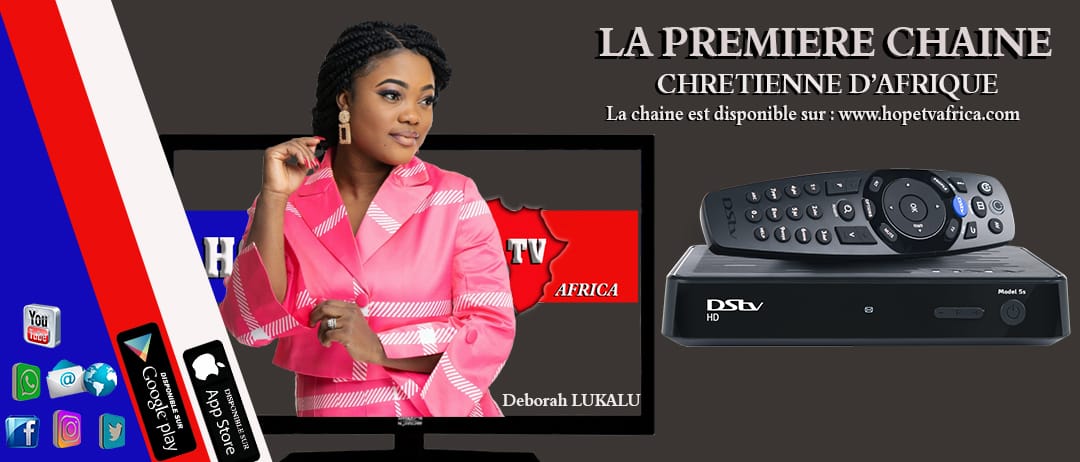 LA PREMIERE CHAINE
CHRETIENNE D'AFRIQUE
La chaine est disponible sur : www.hopetvafrica.com
H
TV
AFRICA
DStv
DStv
HD
Model 5s
OK
Deborah LUKALU
You
Tube
DISPONIBLE SUR
Google play
DISPONIBLE SUR
App Store